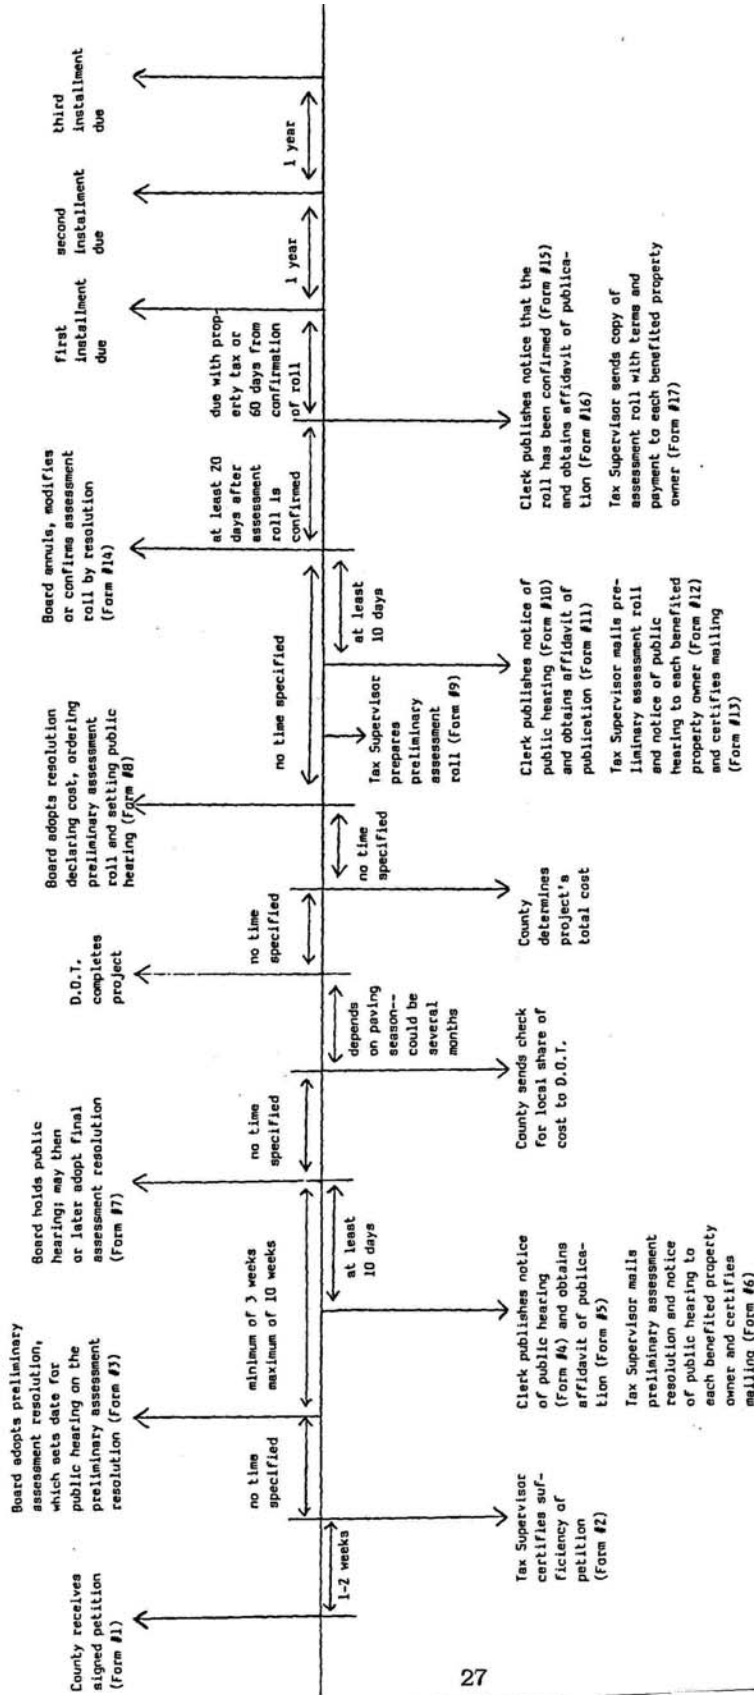 County receives
signed petition
(Form #1)
1-2 weeks
Tax Supervisor
certifies suf-
ficiency of
petition
(Form #2)
no time
specified
Board adopts preliminary
assessment resolution,
which sets date for
public hearing on the
preliminary assessment
resolution (Form #3)
minimum of 3 weeks
maximum of 10 weeks
Clerk publishes notice
of public hearing
(Form #4) and obtains
affidavit of publica-
tion (Form #5)
Tax Supervisor mails
preliminary assessment
resolution and notice
of public hearing to
each benefited property
owner and certifies
mailing (Form #6)
at least
10 days
Board holds public
hearing; may then
or later adopt final
assessment resolution
(Form #7)
no time
specified
County sends check
for local share of
cost to D.O.T.
depends
on paving
season--
could be
several
months
D.O.T.
completes
project
no time
specified
County
determines
project's
total cost
no time
specified
Board adopts resolution
declaring cost, ordering
preliminary assessment
roll and setting public
hearing (Form #8)
no time specified
Tax Supervisor
prepares
preliminary
assessment
roll (Form #9)
Clerk publishes notice of
public hearing (Form #10)
and obtains affidavit of
publication (Form #11)
Tax Supervisor mails pre-
liminary assessment roll
and notice of public
hearing to each benefited
property owner (Form #12)
and certifies mailing
(Form #13)
at least
10 days
Board annuls, modifies
or confirms assessment
roll by resolution
(Form #14)
at least 20
days after
assessment
roll is
confirmed
Clerk publishes notice that the
roll has been confirmed (Form #15)
and obtains affidavit of publica-
tion (Form #16)
Tax Supervisor sends copy of
assessment roll with terms and
payment to each benefited property
owner (Form #17)
due with prop-
erty tax or
60 days from
confirmation
of roll
first
installment
due
1 year
second
installment
due
1 year
third
installment
due
27